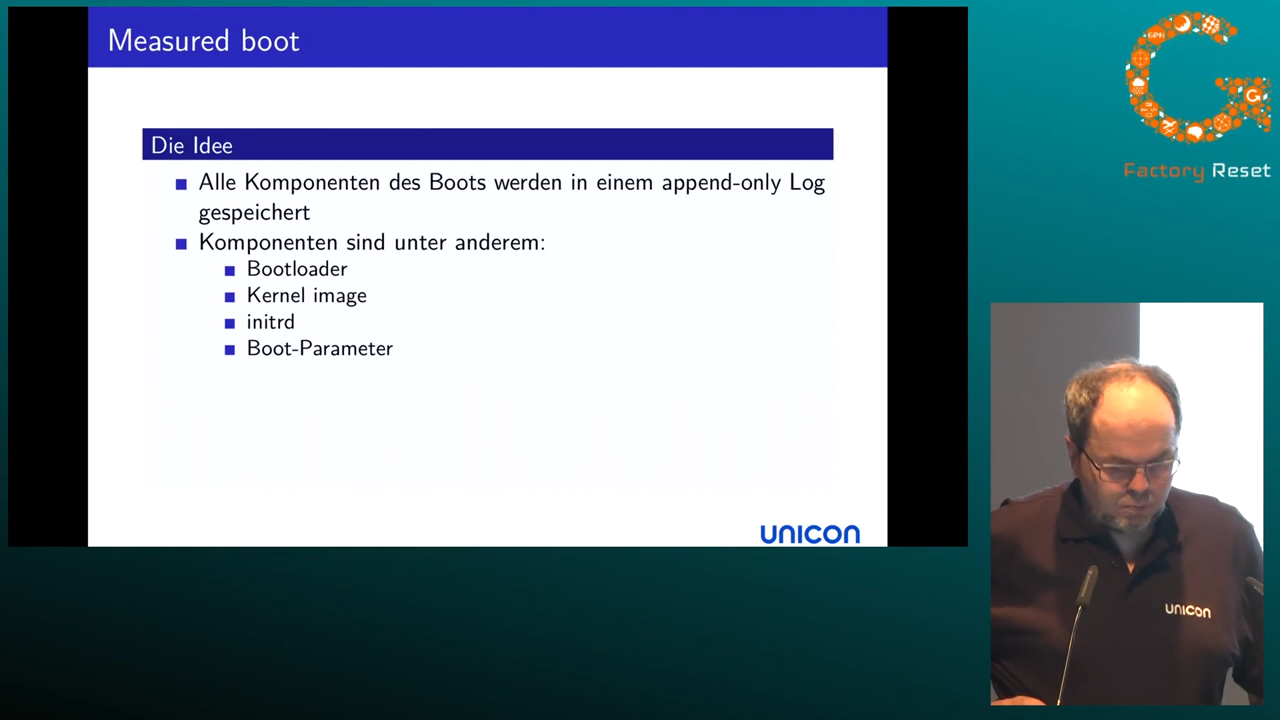 Measured boot
Die Idee
Alle Komponenten des Boots werden in einem append-only Log
gespeichert
Komponenten sind unter anderem:
Bootloader
Kernel image
initrd
Boot-Parameter
UNICON
GPN
G
Factory Reset
UNICON